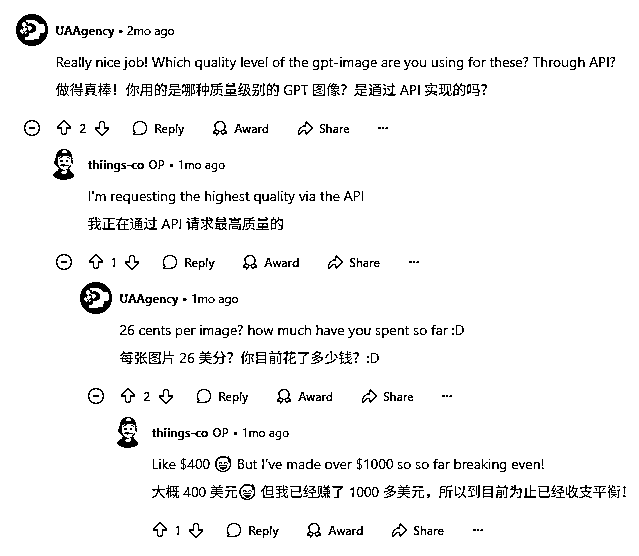 UAAgency • 2mo ago
Really nice job! Which quality level of the gpt-image are you using for these? Through API?
做得真棒！你用的是哪种质量级别的 GPT 图像？是通过 API 实现的吗？
2 Reply Award Share ...
thiings-co OP • 1mo ago
I'm requesting the highest quality via the API
我正在通过 API 请求最高质量的
1 Reply Award Share ...
UAAgency • 1mo ago
26 cents per image? how much have you spent so far :D
每张图片 26 美分？你目前花了多少钱？:D
2 Reply Award Share ...
thiings-co OP • 1mo ago
Like $400 😅 But I've made over $1000 so so far breaking even!
大概 400 美元😅 但我已经赚了 1000 多美元，所以到目前为止已经收支平衡！
1 Reply Award Share ...